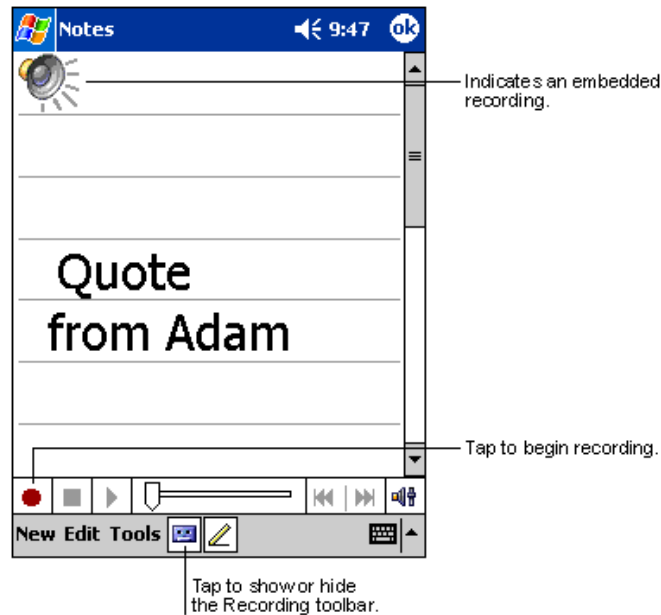 Notes 9:47 ok
Indicates an embedded
recording.
Quote
from Adam
Tap to begin recording.
New Edit Tools
Tap to show or hide
the Recording toolbar.